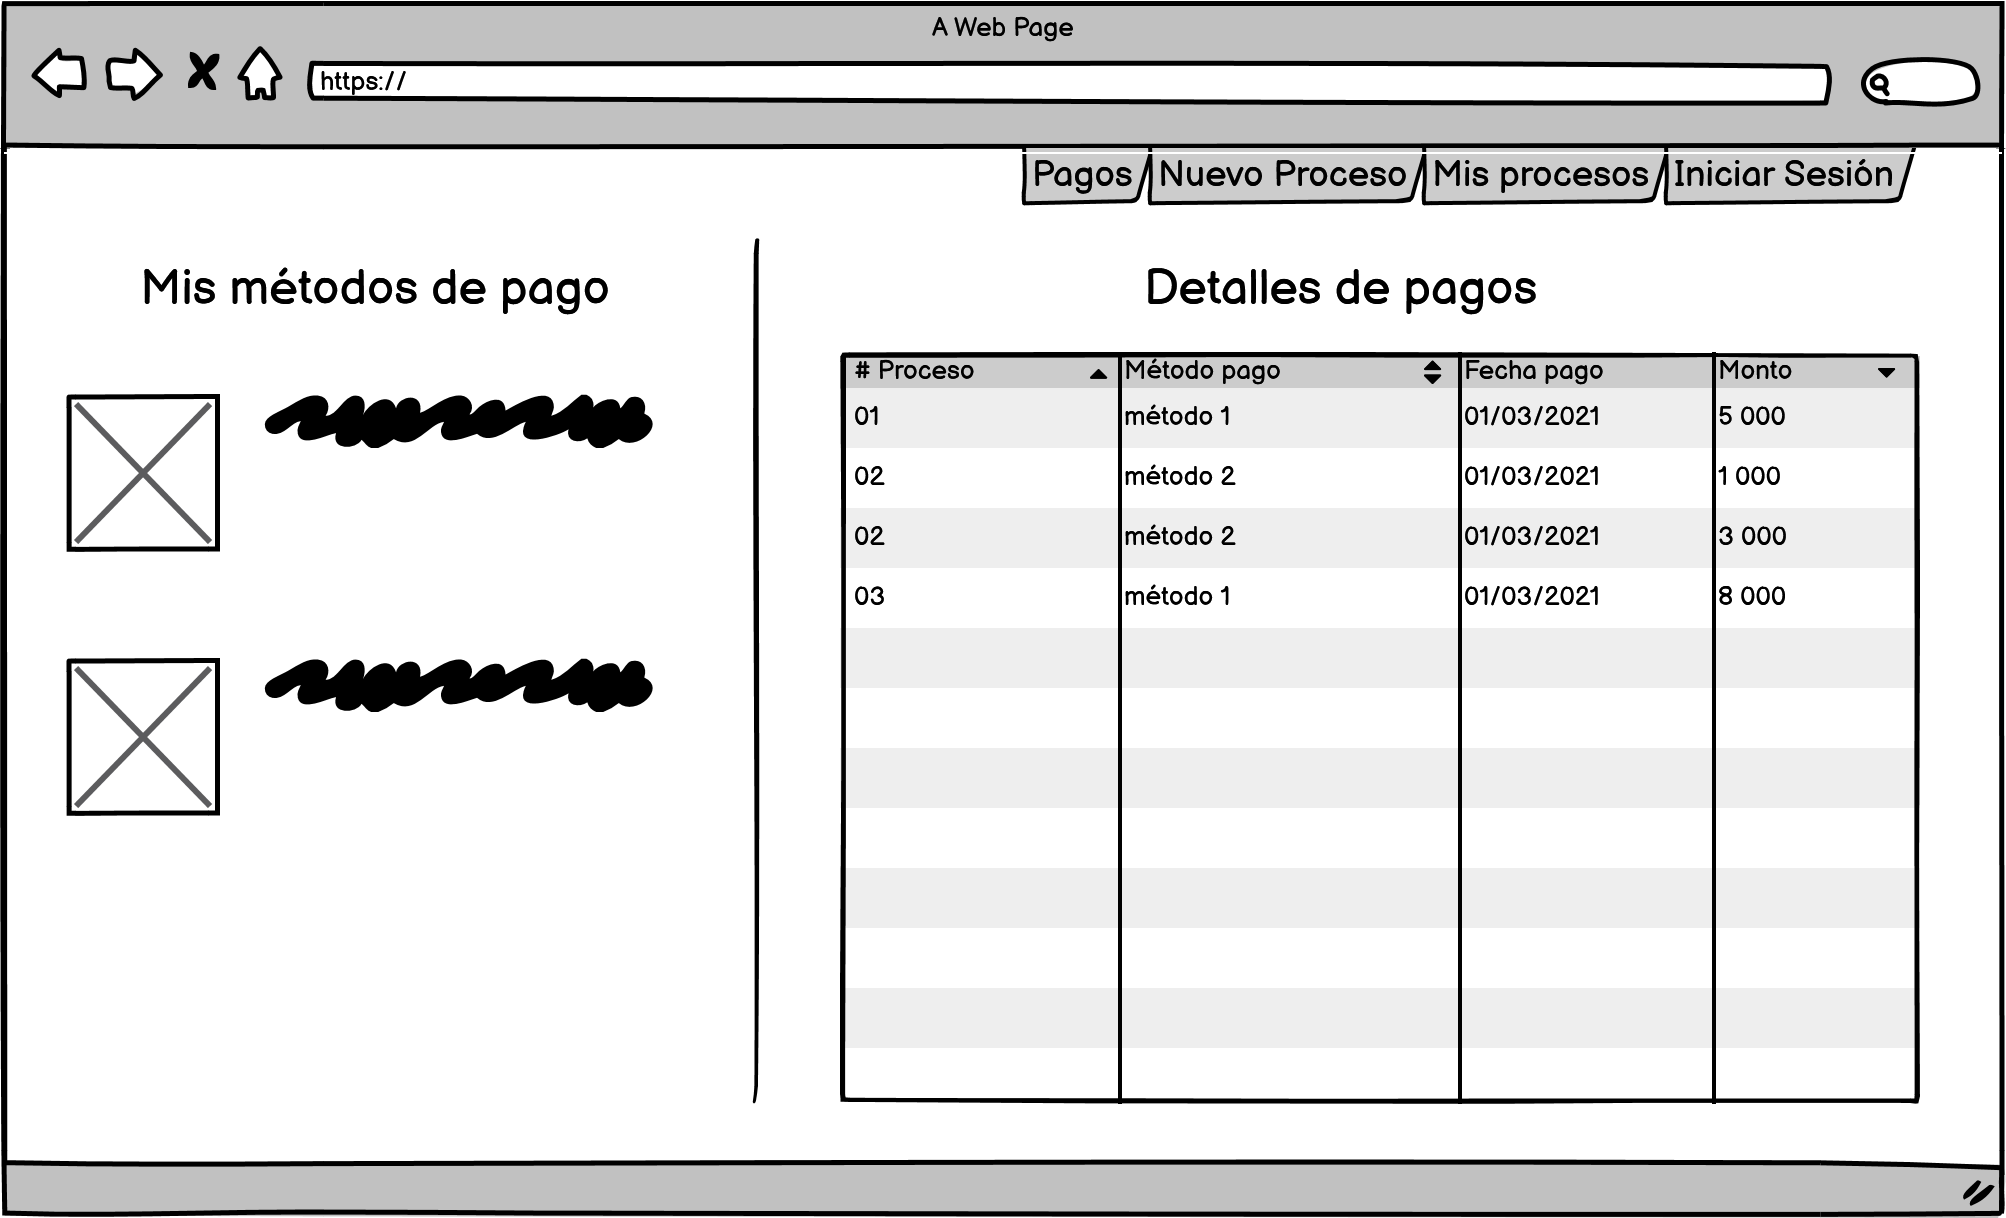 A Web Page
https://
Pagos Nuevo Proceso Mis procesos Iniciar Sesión
Mis métodos de pago
Detalles de pagos
# Proceso Método pago Fecha pago Monto
01 método 1 01/03/2021 5 000
02 método 2 01/03/2021 1 000
02 método 2 01/03/2021 3 000
03 método 1 01/03/2021 8 000